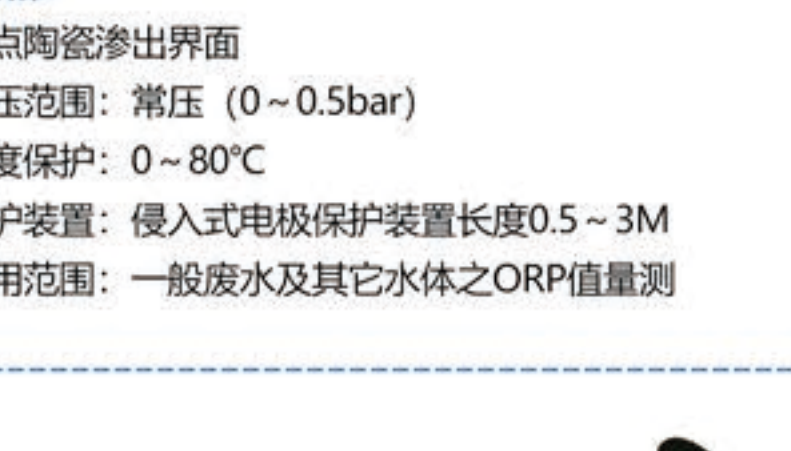 点陶瓷渗出界面
压范围：常压（0～0.5bar）
度保护：0～80℃
护装置：侵入式电极保护装置长度0.5～3M
用范围：一般废水及其它水体之ORP值量测